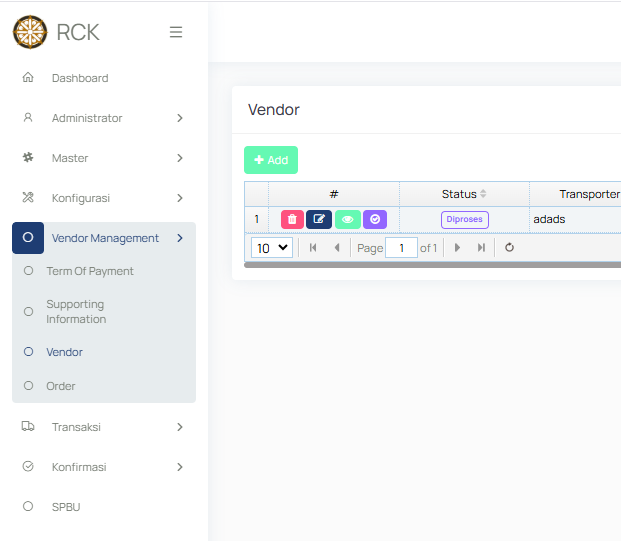 RCK
Dashboard
Administrator
Master
Konfigurasi
Vendor Management
Term Of Payment
Supporting
Information
Vendor
Order
Transaksi
Konfirmasi
SPBU
Vendor
Add
# Status Transporter
1 Diproses adads
10 Page 1 of 1